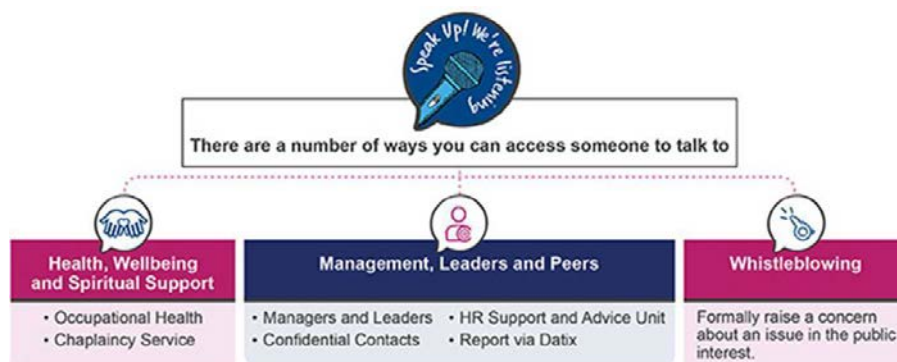 Speak Up! We're listening
There are a number of ways you can access someone to talk to
Health, Wellbeing
and Spiritual Support
• Occupational Health
• Chaplaincy Service
Management, Leaders and Peers
• Managers and Leaders
• Confidential Contacts
• HR Support and Advice Unit
• Report via Datix
Whistleblowing
Formally raise a concern
about an issue in the public
interest.